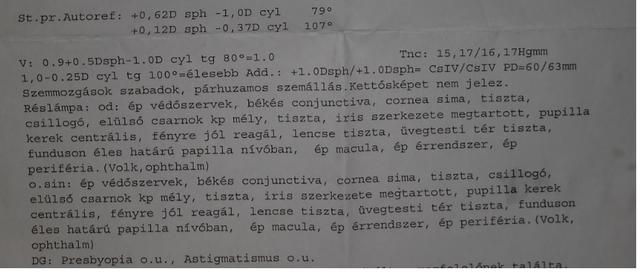 St.pr.Autoref: +0,62D sph -1,0D cyl 79°
+0,12D sph -0,37D cyl 107°
V: 0.9+0.5Dsph-1.0D cyl tg 80°=1.0 Tnc: 15,17/16,17Hgmm
1,0-0.25D cyl tg 100°=élesebb Add.: +1.0Dsph/+1.0Dsph= CsIV/CsIV PD=60/63mm
Szemmozgások szabadok, párhuzamos szemállás.Kettősképet nem jelez.
Réslámpa: od: ép védőszervek, békés conjunctiva, cornea sima, tiszta,
csillogó, elülső csarnok kp mély, tiszta, iris szerkezete megtartott, pupilla
kerek centrális, fényre jól reagál, lencse tiszta, üvegtesti tér tiszta,
funduson éles határú papilla nívóban, ép macula, ép érrendszer, ép
periféria.(Volk,ophthalm)
o.sin: ép védőszervek, békés conjunctiva, cornea sima, tiszta, csillogó,
elülső csarnok kp mély, tiszta, iris szerkezete megtartott, pupilla kerek
centrális, fényre jól reagál, lencse tiszta, üvegtesti tér tiszta, funduson
éles határú papilla nívóban, ép macula, ép érrendszer, ép periféria.(Volk,
ophthalm)
DG: Presbyopia o.u., Astigmatismus o.u.